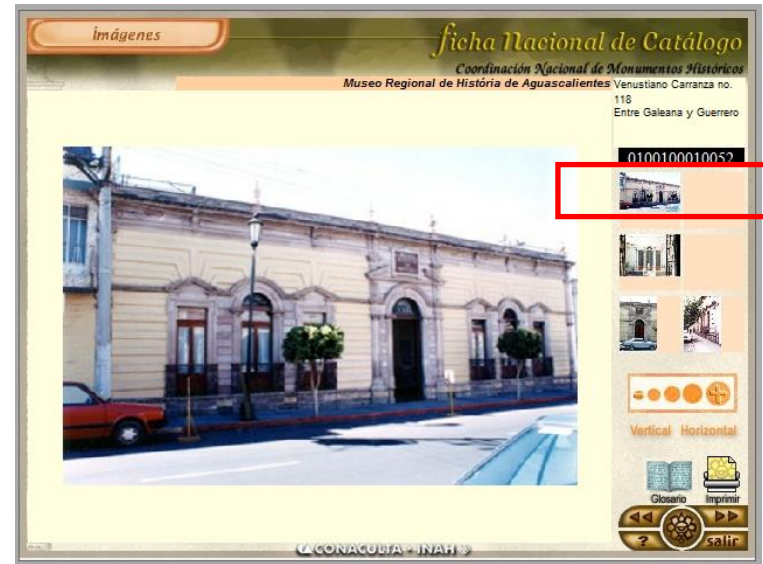 imágenes
ficha Nacional de Catálogo
Coordinación Nacional de Monumentos Históricos
Museo Regional de História de Aguascalientes
Venustiano Carranza no.
118
Entre Galeana y Guerrero
0100100010052
Vertical Horizontal
Glosario Imprimir
? salir
CONACULTA • INAH